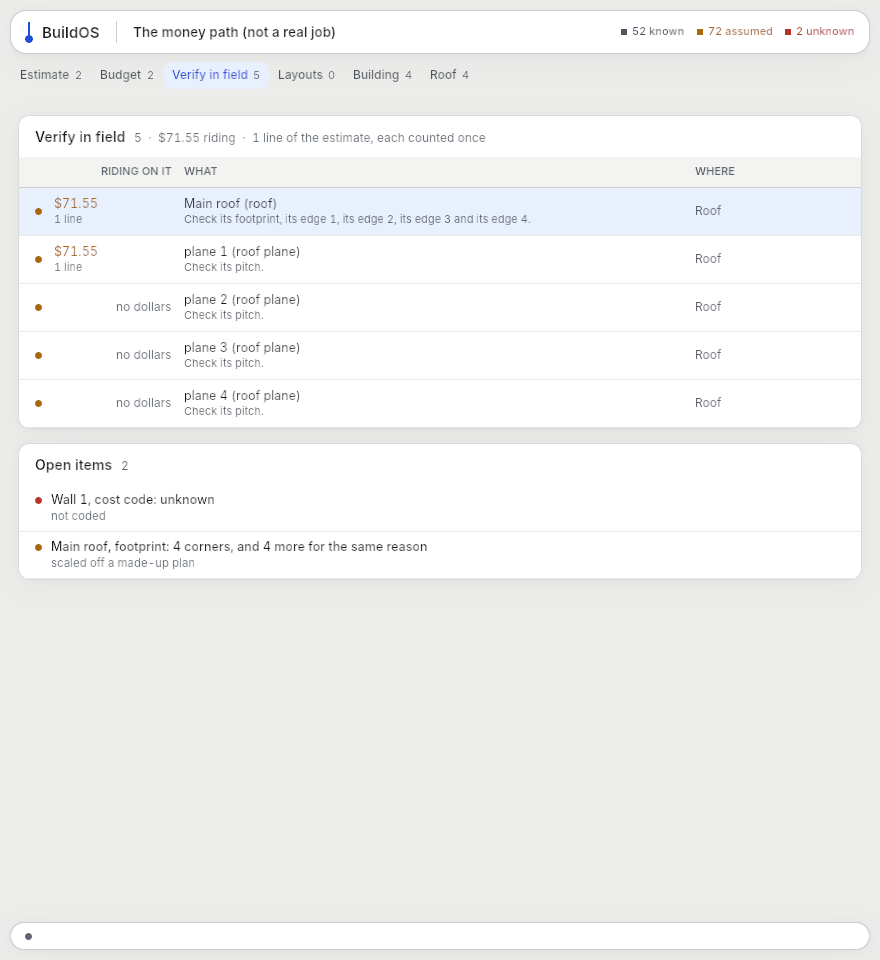 BuildOS
The money path (not a real job)
52 known 72 assumed 2 unknown
Estimate 2 Budget 2 Verify in field 5 Layouts 0 Building 4 Roof 4
Verify in field 5 · $71.55 riding · 1 line of the estimate, each counted once
RIDING ON IT WHAT WHERE
$71.55 Main roof (roof) Roof
1 line Check its footprint, its edge 1, its edge 2, its edge 3 and its edge 4.
$71.55 plane 1 (roof plane) Roof
1 line Check its pitch.
no dollars plane 2 (roof plane) Roof
Check its pitch.
no dollars plane 3 (roof plane) Roof
Check its pitch.
no dollars plane 4 (roof plane) Roof
Check its pitch.
Open items 2
Wall 1, cost code: unknown
not coded
Main roof, footprint: 4 corners, and 4 more for the same reason
scaled off a made-up plan